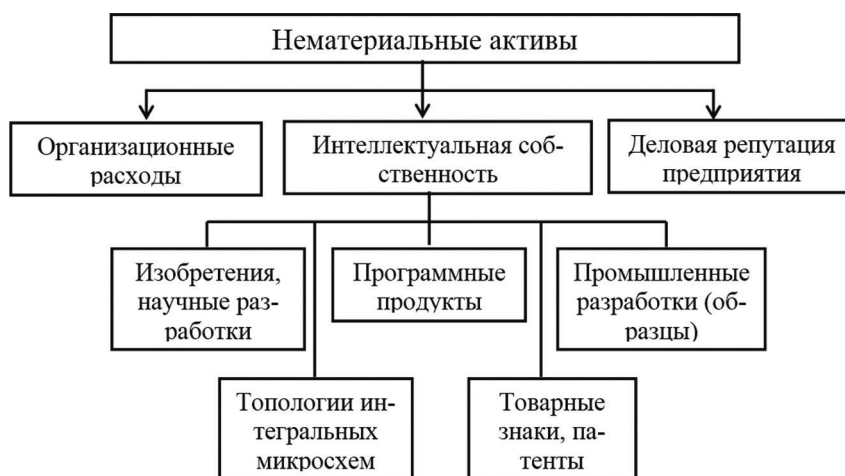 Нематериальные активы
Организационные
расходы
Интеллектуальная соб-
ственность
Деловая репутация
предприятия
Изобретения,
научные раз-
работки
Программные
продукты
Промышленные
разработки (об-
разцы)
Топологии ин-
тегральных
микросхем
Товарные
знаки, па-
тенты